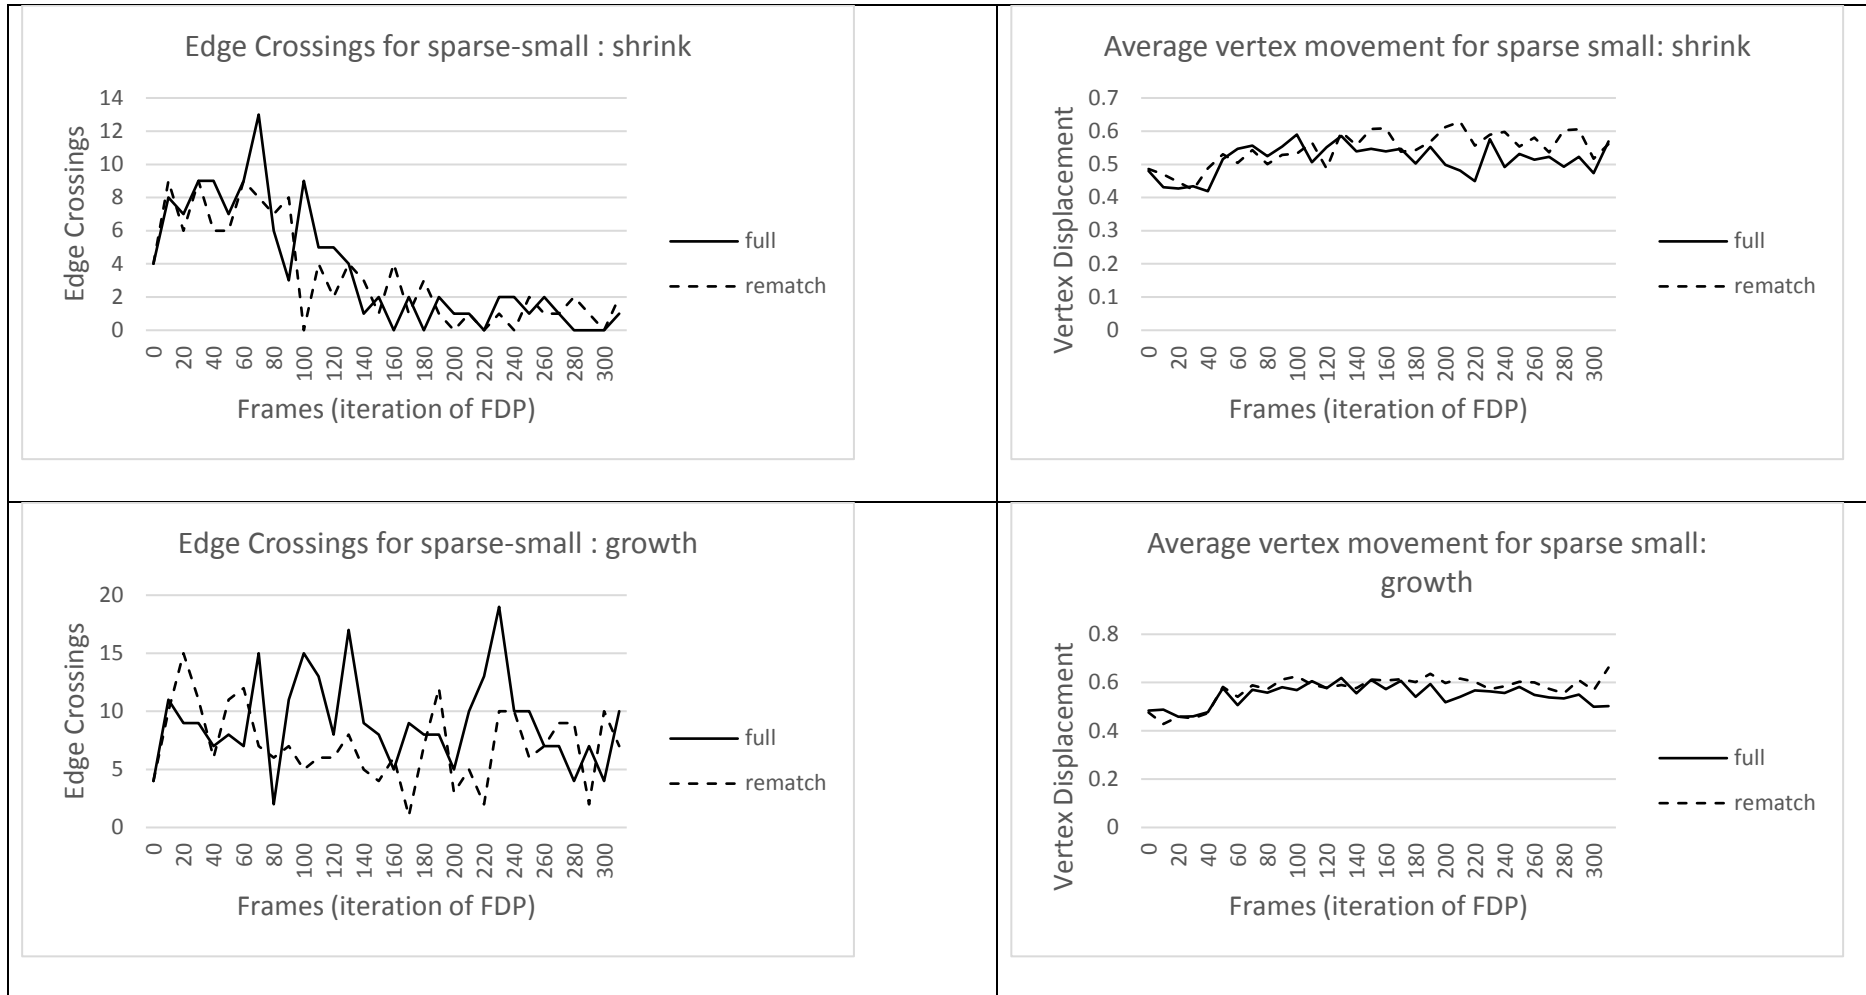 Edge Crossings for sparse-small : shrink
14
12
10
8
6
4
2
0
Edge Crossings
0 20 40 60 80 100 120 140 160 180 200 220 240 260 280 300
Frames (iteration of FDP)
full
rematch
Average vertex movement for sparse small: shrink
0.7
0.6
0.5
0.4
0.3
0.2
0.1
0
Vertex Displacement
0 20 40 60 80 100 120 140 160 180 200 220 240 260 280 300
Frames (iteration of FDP)
full
rematch
Edge Crossings for sparse-small : growth
20
15
10
5
0
Edge Crossings
0 20 40 60 80 100 120 140 160 180 200 220 240 260 280 300
Frames (iteration of FDP)
full
rematch
Average vertex movement for sparse small:
growth
0.8
0.6
0.4
0.2
0
Vertex Displacement
0 20 40 60 80 100 120 140 160 180 200 220 240 260 280 300
Frames (iteration of FDP)
full
rematch